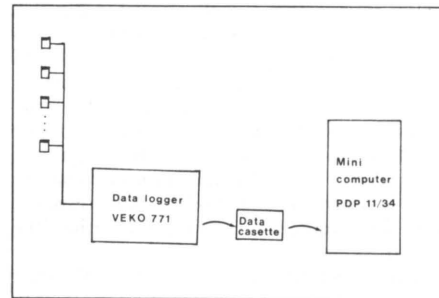 Data logger
VEKO 771
Data
casette
Mini
computer
PDP 11/34